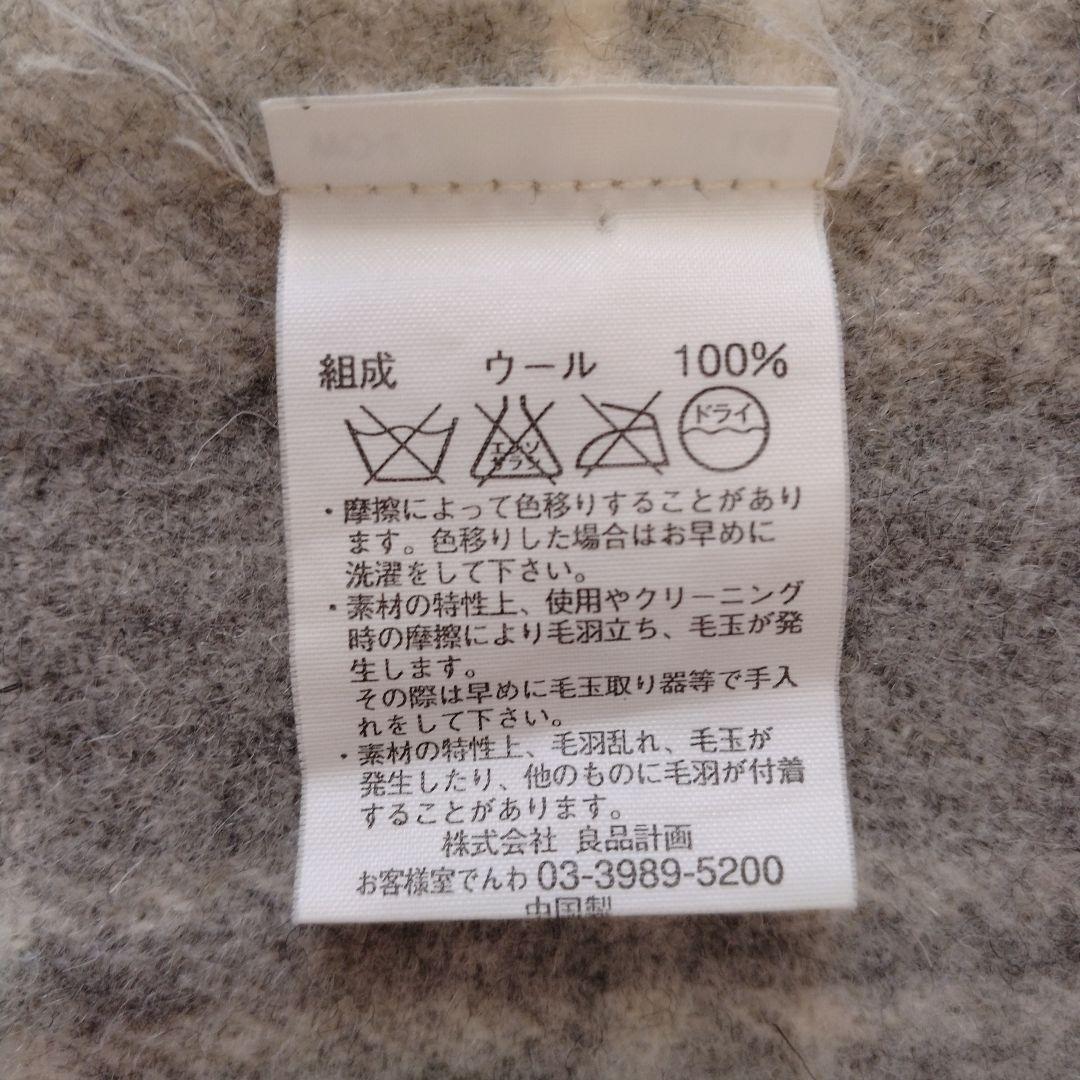 組成 ウール 100%
エンソ サラシ ドライ
・摩擦によって色移りすることがあり
ます。色移りした場合はお早めに
洗濯をして下さい。
・素材の特性上、使用やクリーニング
時の摩擦により毛羽立ち、毛玉が発
生します。
その際は早めに毛玉取り器等で手入
れをして下さい。
・素材の特性上、毛羽乱れ、毛玉が
発生したり、他のものに毛羽が付着
することがあります。
株式会社 良品計画
お客様室でんわ 03-3989-5200
中国製